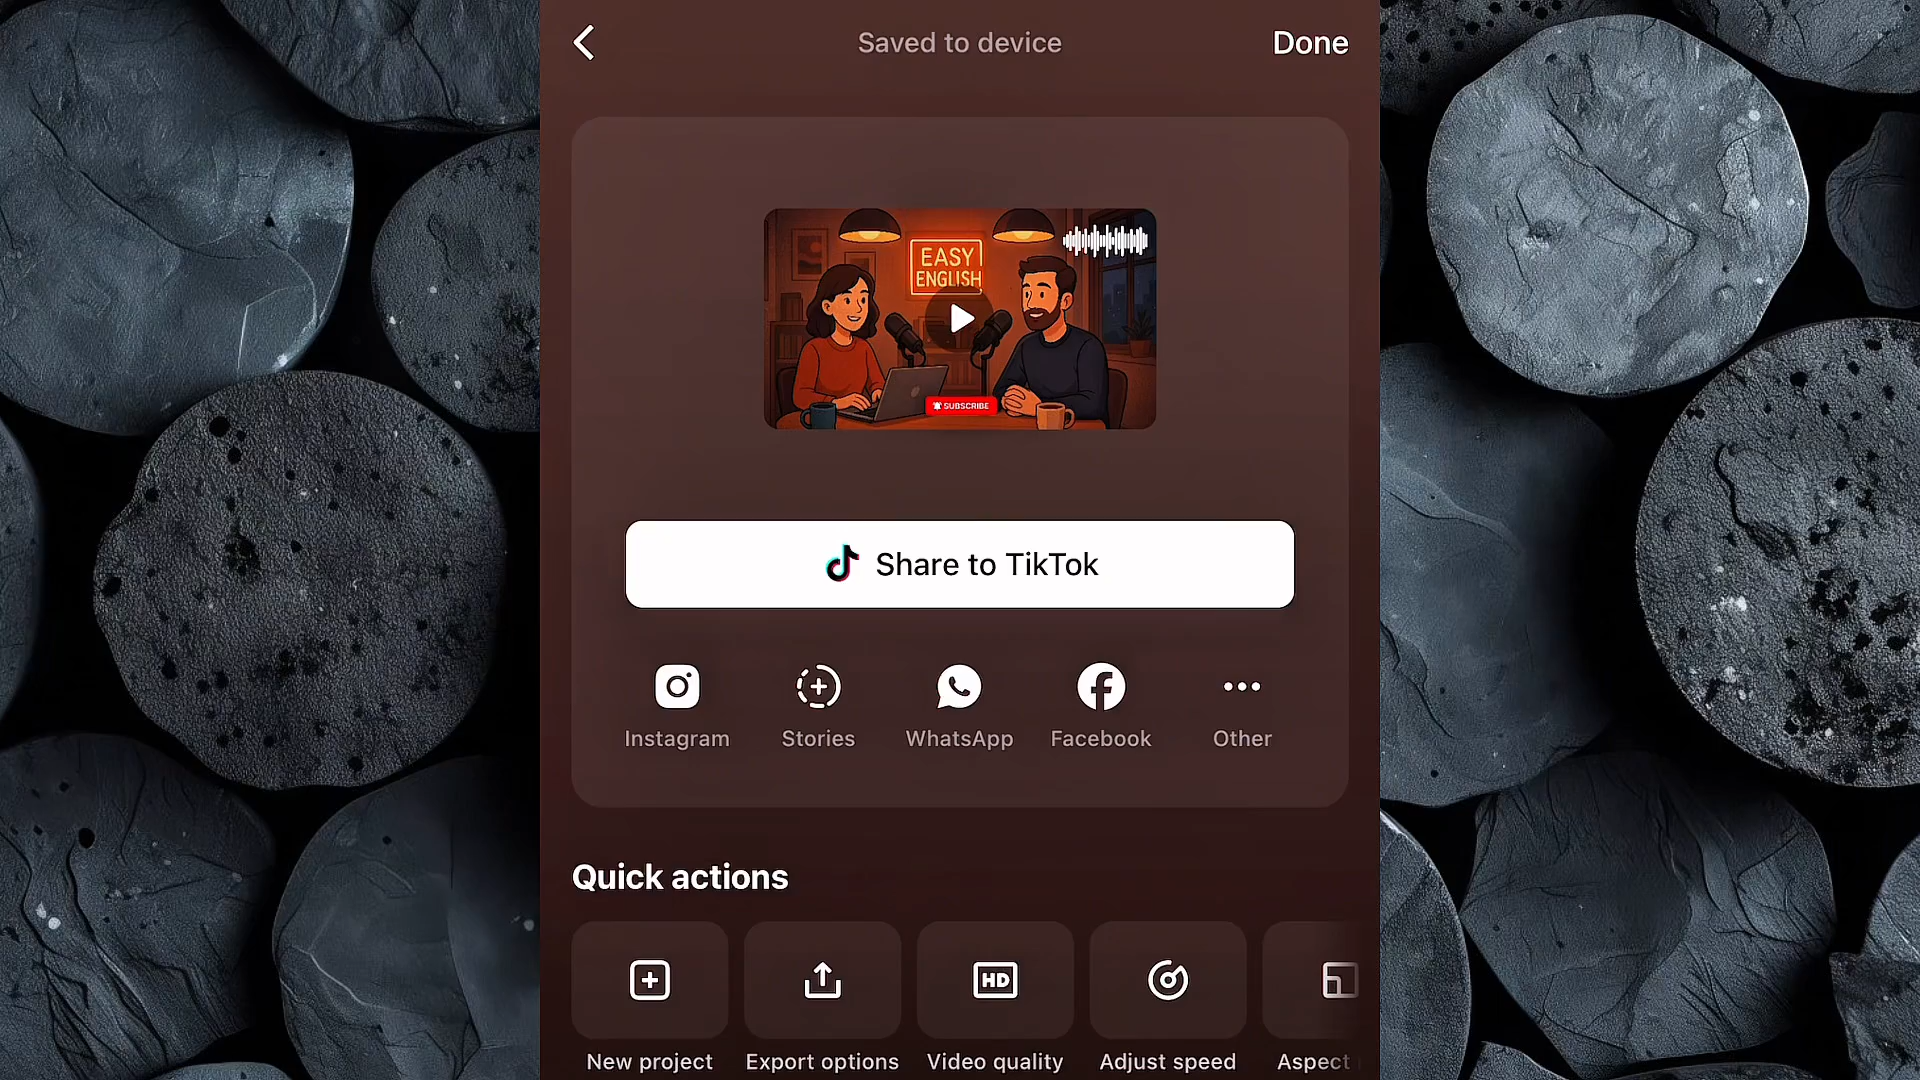 Saved to device
Done
EASY
ENGLISH
SUBSCRIBE
Share to TikTok
Instagram
Stories
WhatsApp
Facebook
Other
Quick actions
HD
New project
Export options
Video quality
Adjust speed
Aspect